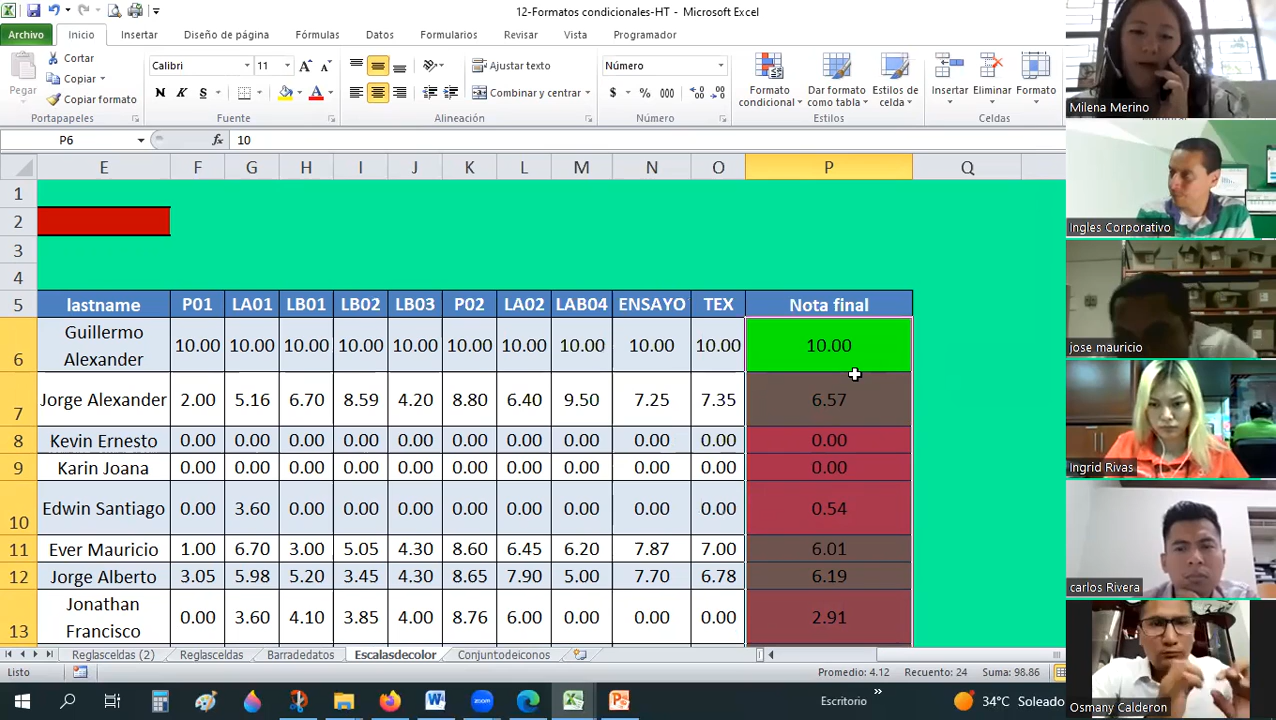 12-Formatos condicionales-HT - Microsoft Excel
Archivo Inicio Insertar Diseño de página Fórmulas Datos Formularios Revisar Vista Programador
Pegar
Cortar
Copiar
Copiar formato
Portapapeles
Calibri 11
N K S
Fuente
Ajustar texto
Combinar y centrar
Alineación
Número
$ % 000
Número
Formato condicional
Dar formato como tabla
Estilos de celda
Estilos
Insertar Eliminar Formato
Celdas
P6 fx 10
E F G H I J K L M N O P Q
1
2
3
4
5 lastname P01 LA01 LB01 LB02 LB03 P02 LA02 LAB04 ENSAYO TEX Nota final
6 Guillermo Alexander 10.00 10.00 10.00 10.00 10.00 10.00 10.00 10.00 10.00 10.00 10.00
7 Jorge Alexander 2.00 5.16 6.70 8.59 4.20 8.80 6.40 9.50 7.25 7.35 6.57
8 Kevin Ernesto 0.00 0.00 0.00 0.00 0.00 0.00 0.00 0.00 0.00 0.00 0.00
9 Karin Joana 0.00 0.00 0.00 0.00 0.00 0.00 0.00 0.00 0.00 0.00 0.00
10 Edwin Santiago 0.00 3.60 0.00 0.00 0.00 0.00 0.00 0.00 0.00 0.00 0.54
11 Ever Mauricio 1.00 6.70 3.00 5.05 4.30 8.60 6.45 6.20 7.87 7.00 6.01
12 Jorge Alberto 3.05 5.98 5.20 3.45 4.30 8.65 7.90 5.00 7.70 6.78 6.19
13 Jonathan Francisco 0.00 3.60 4.10 3.85 4.00 8.76 6.00 0.00 0.00 0.00 2.91
Reglasceldas (2) Reglasceldas Barradedatos Escalasdecolor Conjuntodeiconos
Listo Promedio: 4.12 Recuento: 24 Suma: 98.86
Escritorio » 34°C Soleado
Milena Merino
Ingles Corporativo
jose mauricio
Ingrid Rivas
carlos Rivera
Osmany Calderon